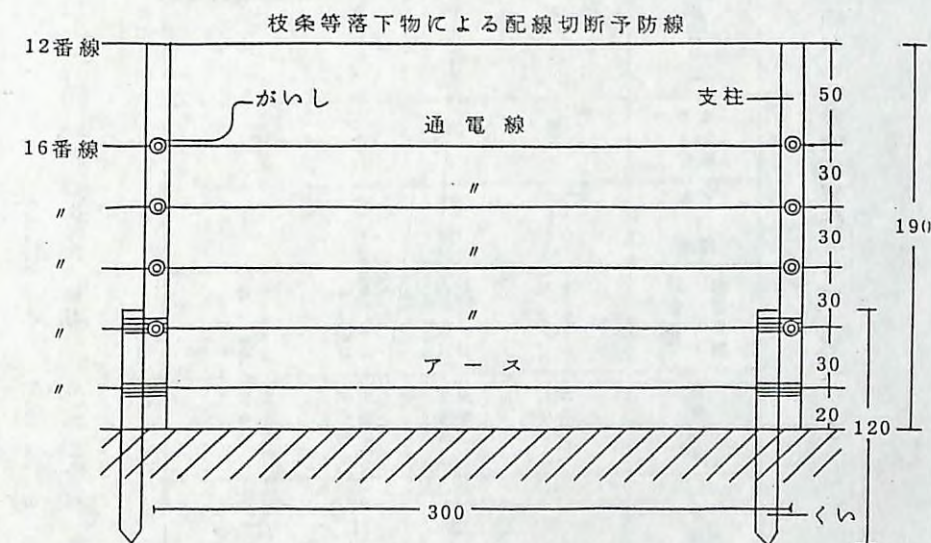 枝条等落下物による配線切断予防線
12番線
がいし
支柱
50
通電線
16番線
30
〃
〃
30
〃
190
〃
30
〃
〃
アース
30
〃
20
120
300
くい